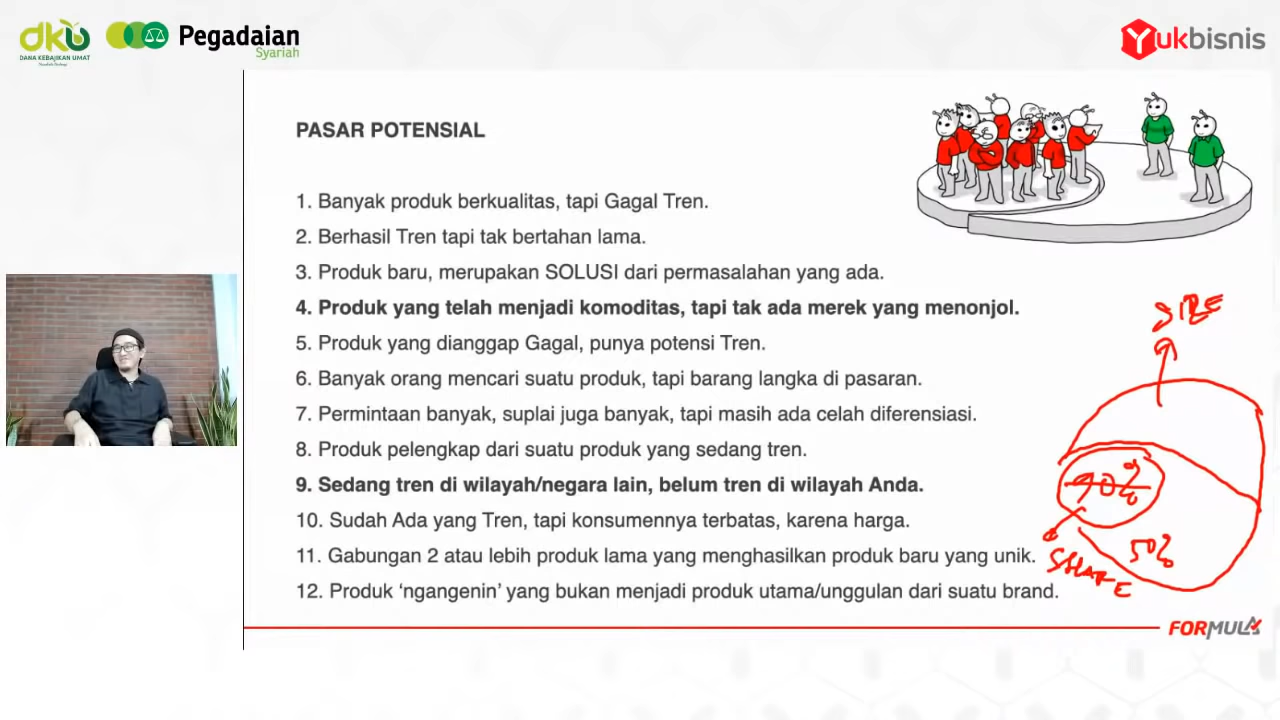 dku
DANA KEBAJIKAN UMAT
Pegadaian
Syariah
Yukbisnis
PASAR POTENSIAL
1. Banyak produk berkualitas, tapi Gagal Tren.
2. Berhasil Tren tapi tak bertahan lama.
3. Produk baru, merupakan SOLUSI dari permasalahan yang ada.
4. Produk yang telah menjadi komoditas, tapi tak ada merek yang menonjol.
5. Produk yang dianggap Gagal, punya potensi Tren.
6. Banyak orang mencari suatu produk, tapi barang langka di pasaran.
7. Permintaan banyak, suplai juga banyak, tapi masih ada celah diferensiasi.
8. Produk pelengkap dari suatu produk yang sedang tren.
9. Sedang tren di wilayah/negara lain, belum tren di wilayah Anda.
10. Sudah Ada yang Tren, tapi konsumennya terbatas, karena harga.
11. Gabungan 2 atau lebih produk lama yang menghasilkan produk baru yang unik.
12. Produk ‘ngangenin’ yang bukan menjadi produk utama/unggulan dari suatu brand.
SIZE
90%
50%
SHARE
FORMULA